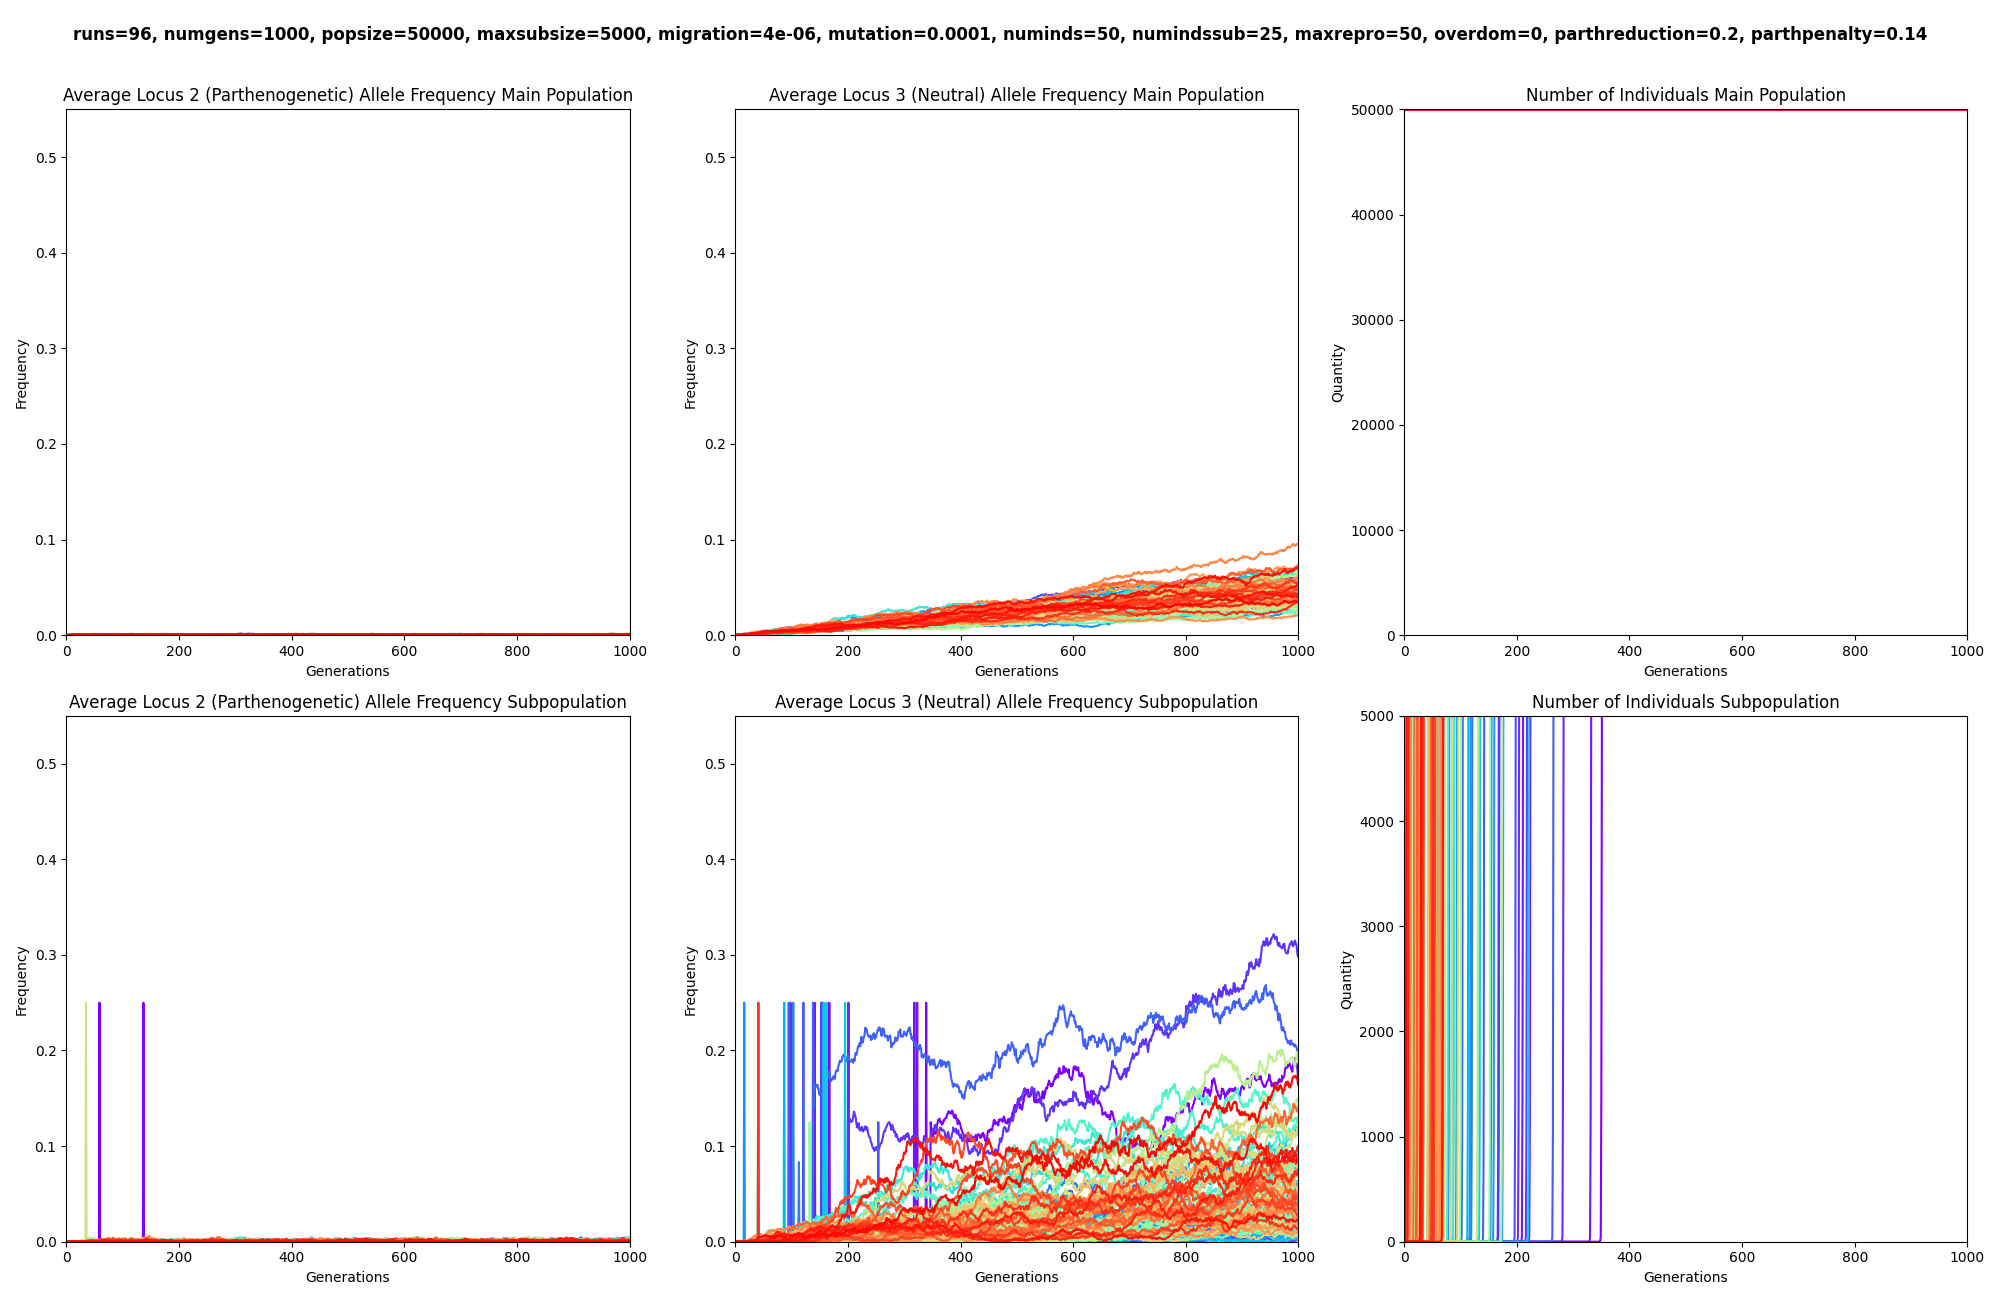 runs=96, numgens=1000, popsize=50000, maxsubsize=5000, migration=4e-06, mutation=0.0001, numinds=50, numindssub=25, maxrepro=50, overdom=0, parthreduction=0.2, parthpenalty=0.14
Average Locus 2 (Parthenogenetic) Allele Frequency Main Population
Frequency
0.5
0.4
0.3
0.2
0.1
0.0
0 200 400 600 800 1000
Generations
Average Locus 3 (Neutral) Allele Frequency Main Population
Frequency
0.5
0.4
0.3
0.2
0.1
0.0
0 200 400 600 800 1000
Generations
Number of Individuals Main Population
Quantity
50000
40000
30000
20000
10000
0
0 200 400 600 800 1000
Generations
Average Locus 2 (Parthenogenetic) Allele Frequency Subpopulation
Frequency
0.5
0.4
0.3
0.2
0.1
0.0
0 200 400 600 800 1000
Generations
Average Locus 3 (Neutral) Allele Frequency Subpopulation
Frequency
0.5
0.4
0.3
0.2
0.1
0.0
0 200 400 600 800 1000
Generations
Number of Individuals Subpopulation
Quantity
5000
4000
3000
2000
1000
0
0 200 400 600 800 1000
Generations